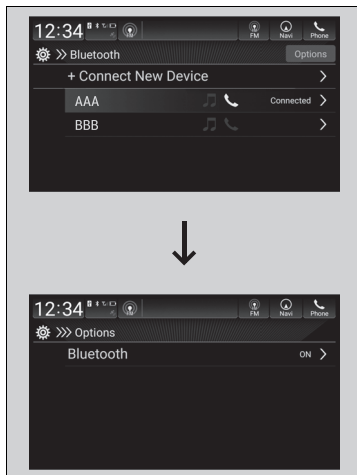 12:34
FM Navi Phone
Bluetooth
Options
+ Connect New Device
AAA Connected
BBB
12:34
FM Navi Phone
Options
Bluetooth ON